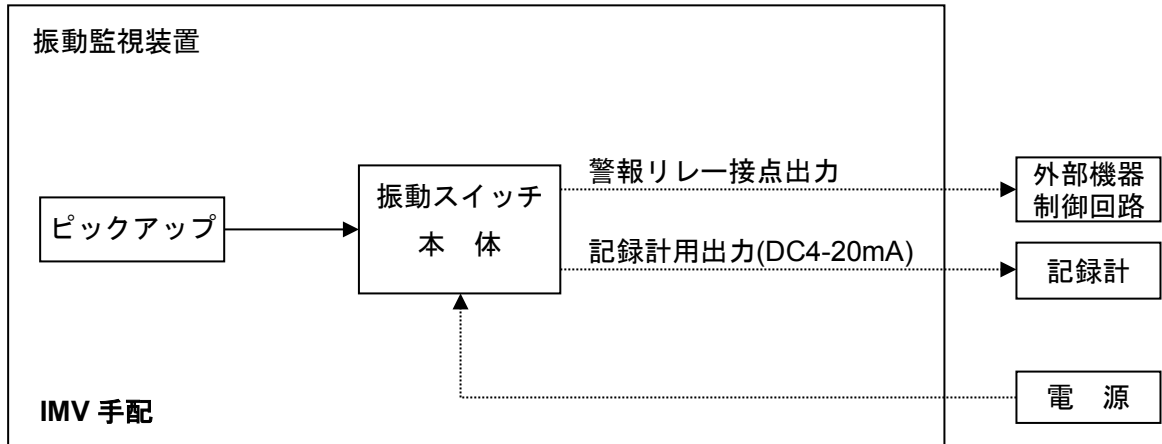 振動監視装置
警報リレー接点出力
外部機器
制御回路
振動スイッチ
本　体
ピックアップ
記録計用出力(DC4-20mA)
記録計
電　源
IMV 手配